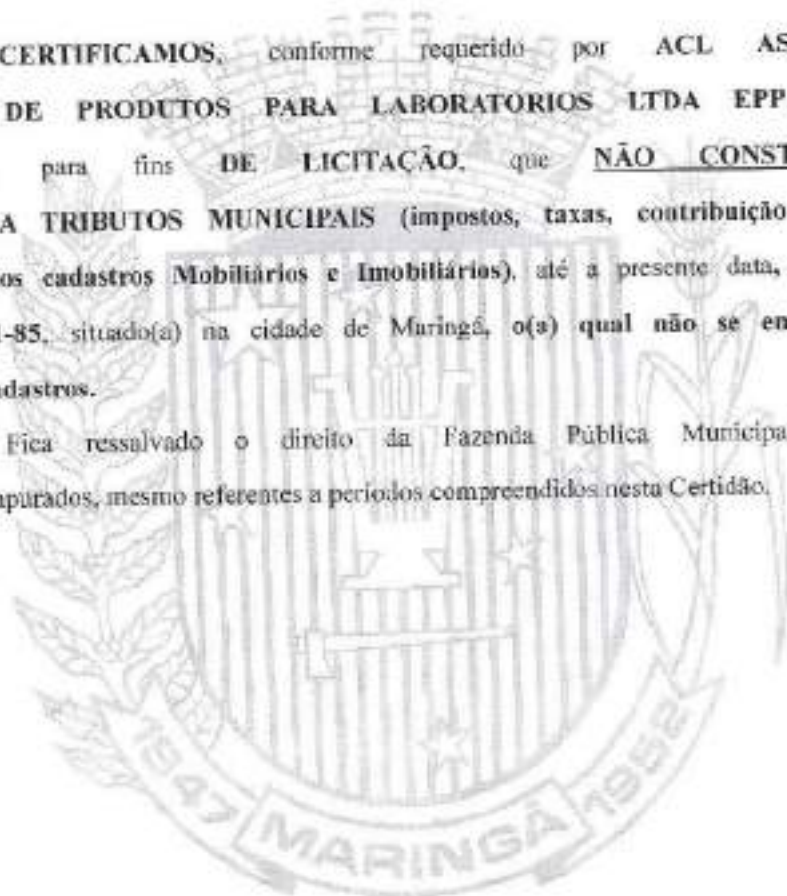 CERTIFICAMOS, conforme requerido por ACL AS
DE PRODUTOS PARA LABORATORIOS LTDA EPP
para fins DE LICITAÇÃO, que NÃO CONST
A TRIBUTOS MUNICIPAIS (impostos, taxas, contribuição
os cadastros Mobiliários e Imobiliários), até a presente data,
-85, situado(a) na cidade de Maringá, o(a) qual não se en
dastros.
Fica ressalvado o direito da Fazenda Pública Municipa
apurados, mesmo referentes a períodos compreendidos nesta Certidão.
1947 MARINGÁ 1952